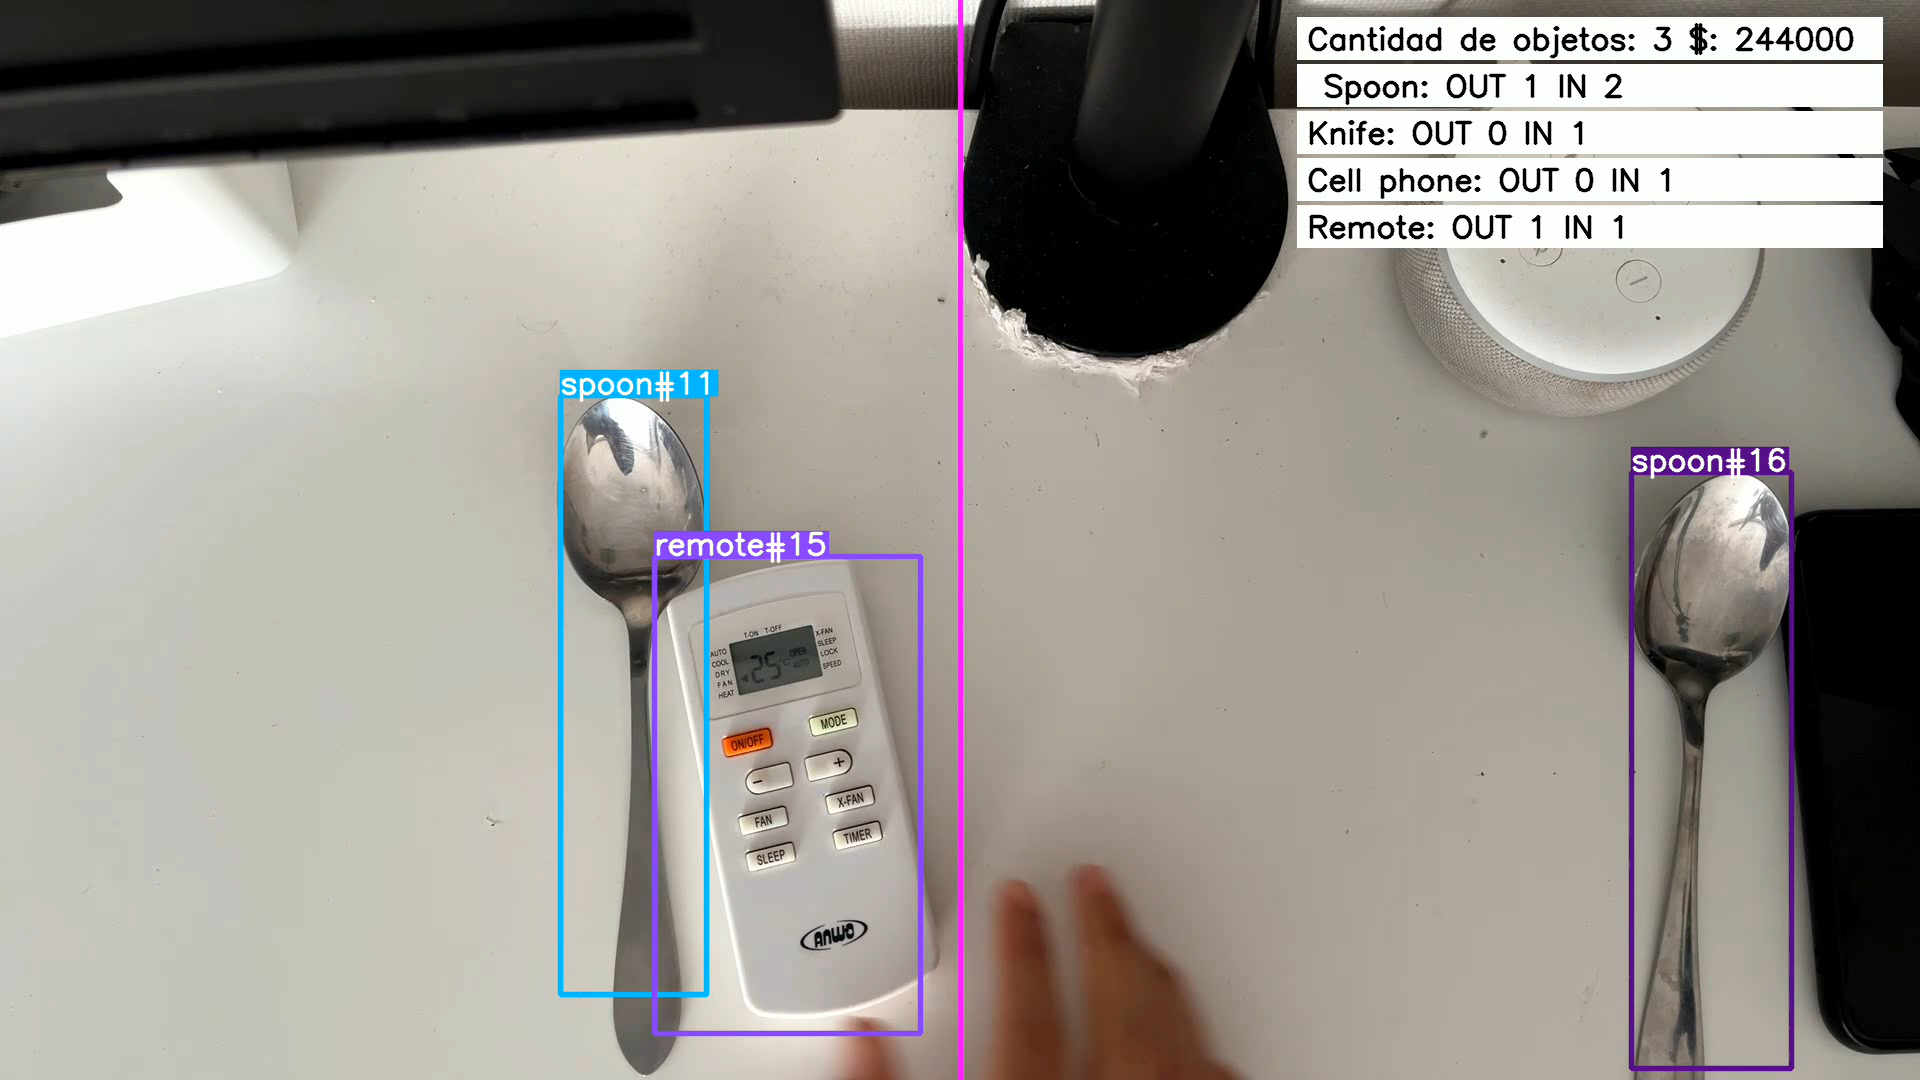 Cantidad de objetos: 3 $: 244000
Spoon: OUT 1 IN 2
Knife: OUT 0 IN 1
Cell phone: OUT 0 IN 1
Remote: OUT 1 IN 1
spoon#11
spoon#16
remote#15
T-ON T-OFF
AUTO
COOL
DRY
FAN
HEAT
25°C
OPEN
AUTO
X-FAN
SLEEP
LOCK
SPEED
ON/OFF
MODE
-
+
FAN
X-FAN
SLEEP
TIMER
ANWO